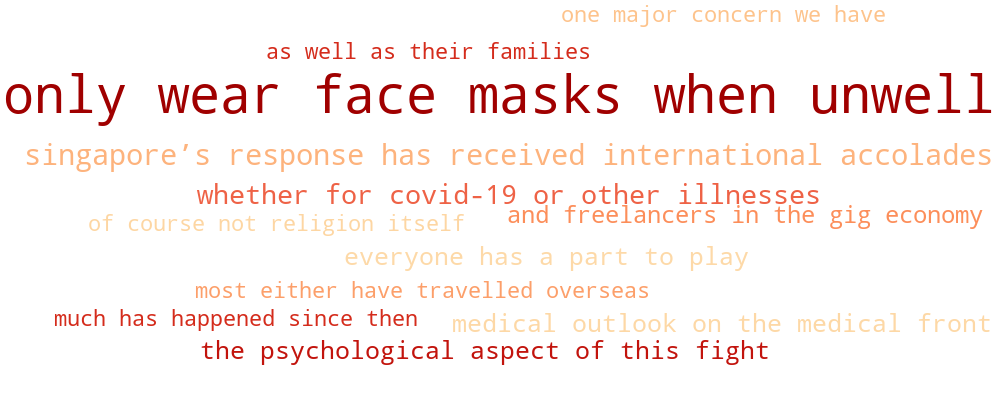 one major concern we have
as well as their families
only wear face masks when unwell
singapore’s response has received international accolades
whether for covid-19 or other illnesses
and freelancers in the gig economy
of course not religion itself
everyone has a part to play
most either have travelled overseas
much has happened since then
medical outlook on the medical front
the psychological aspect of this fight